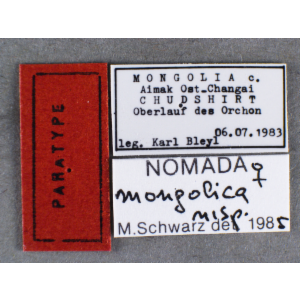 PARATYPE
MONGOLIA c.
Aimak Ost.Changai
CHUDSHIRT
Oberlauf des Orchon
06.07.1983
leg. Karl Bleyl
NOMADA ♀
mongolica
nsp.
M.Schwarz det 1985